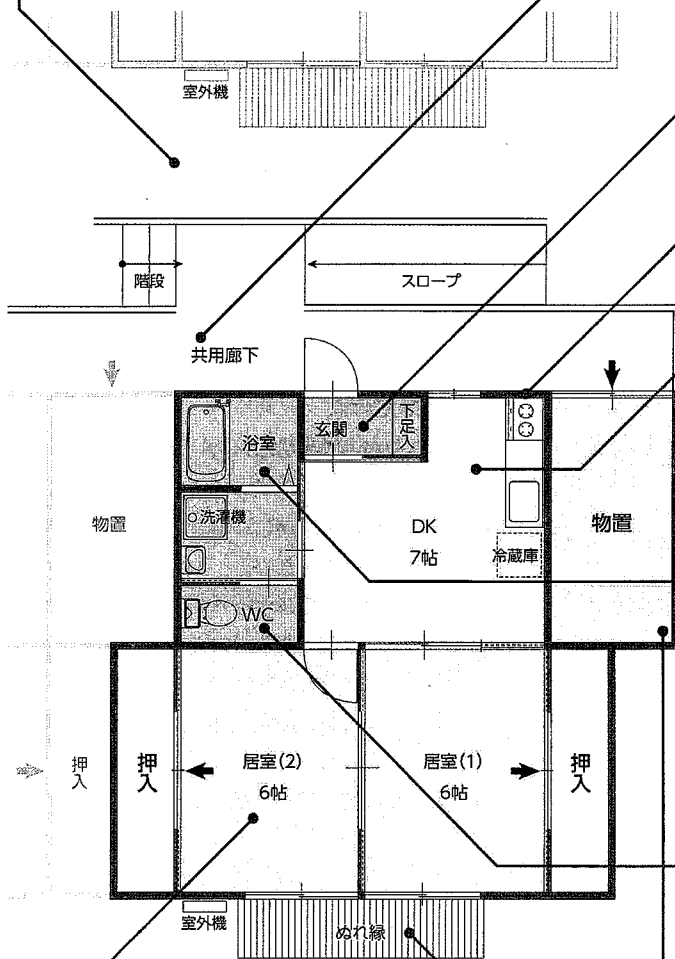 室外機
階段
スロープ
共用廊下
浴室
玄関
下足入
洗濯機
物置
DK
7帖
冷蔵庫
物置
WC
押入
押入
居室(2)
6帖
居室(1)
6帖
押入
室外機
ぬれ縁